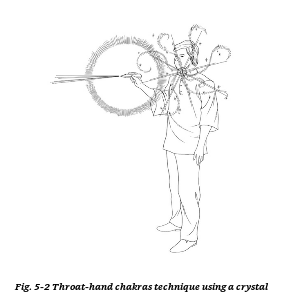 Fig. 5-2 Throat-hand chakras technique using a crystal